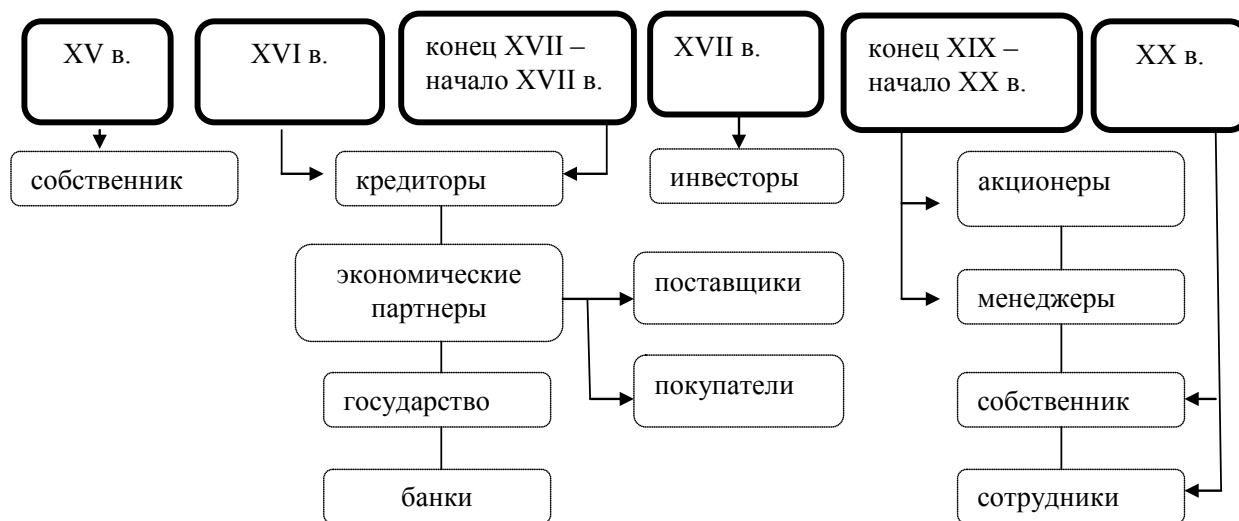 XV в.
XVI в.
конец XVII –
начало XVII в.
XVII в.
конец XIX –
начало XX в.
XX в.
собственник
кредиторы
инвесторы
акционеры
экономические
партнеры
поставщики
менеджеры
государство
покупатели
собственник
банки
сотрудники